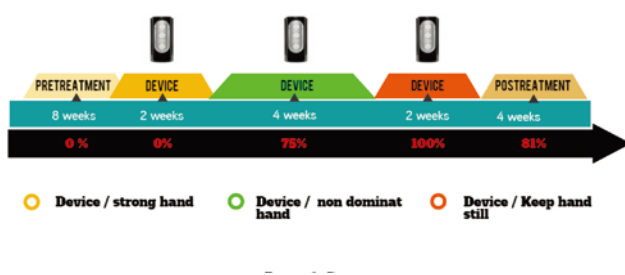 PRETREATMENT DEVICE DEVICE DEVICE POSTREATMENT
8 weeks 2 weeks 4 weeks 2 weeks 4 weeks
0 % 0% 75% 100% 81%
Device / strong hand
Device / non dominat
hand
Device / Keep hand
still